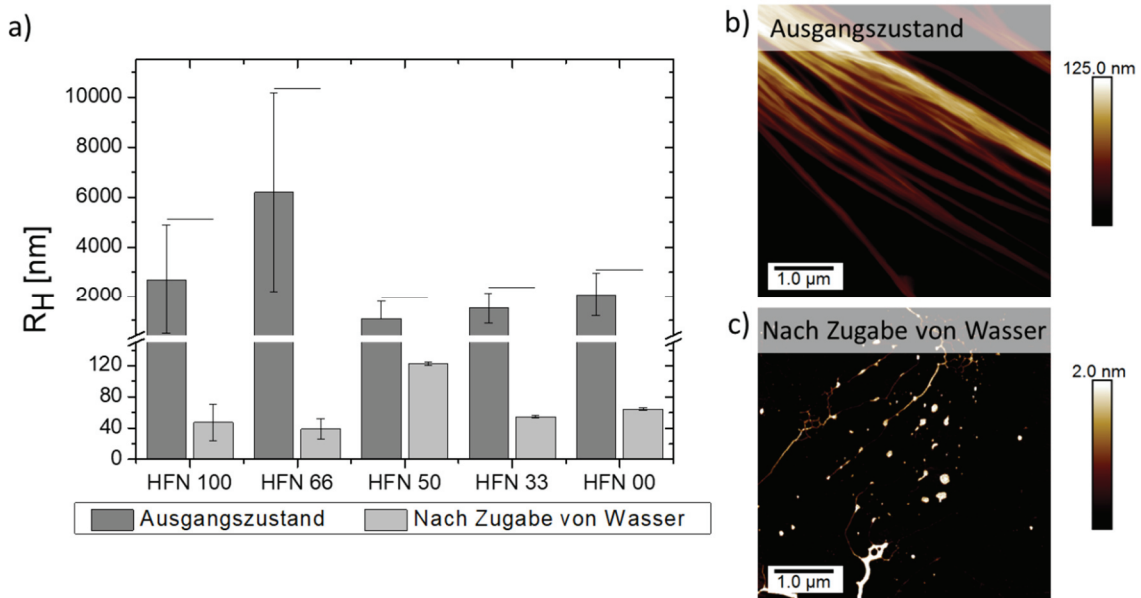 a)
R_H [nm]
10000
8000
6000
4000
2000
120
80
40
0
HFN 100 HFN 66 HFN 50 HFN 33 HFN 00
Ausgangszustand Nach Zugabe von Wasser
b)
Ausgangszustand
125.0 nm
1.0 µm
c)
Nach Zugabe von Wasser
2.0 nm
1.0 µm